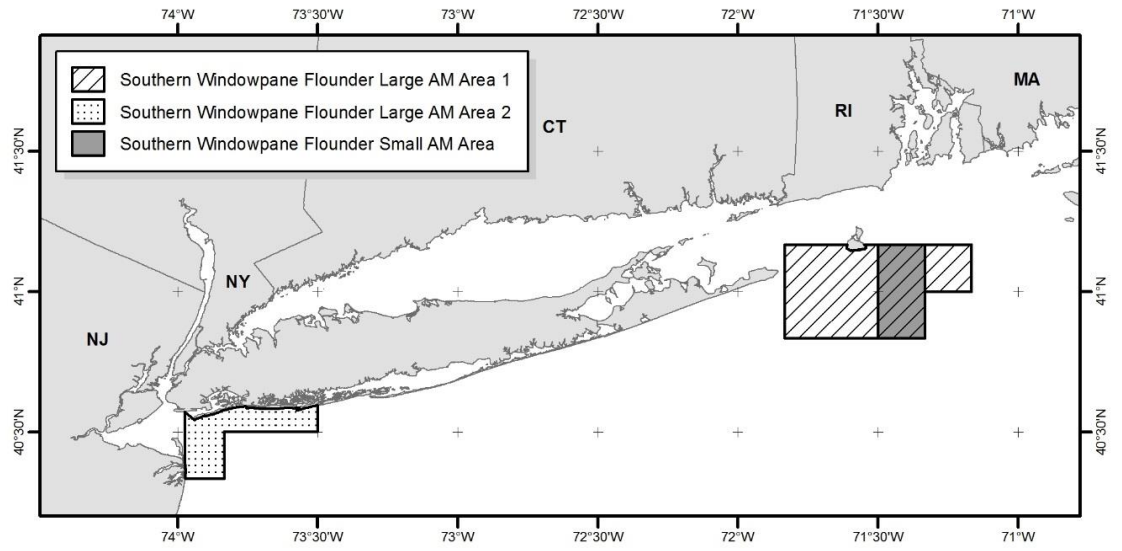 74°W 73°30'W 73°W 72°30'W 72°W 71°30'W 71°W
Southern Windowpane Flounder Large AM Area 1
Southern Windowpane Flounder Large AM Area 2
Southern Windowpane Flounder Small AM Area
MA
RI
CT
41°30'N 41°30'N
NY
41°N 41°N
NJ
40°30'N 40°30'N
74°W 73°30'W 73°W 72°30'W 72°W 71°30'W 71°W